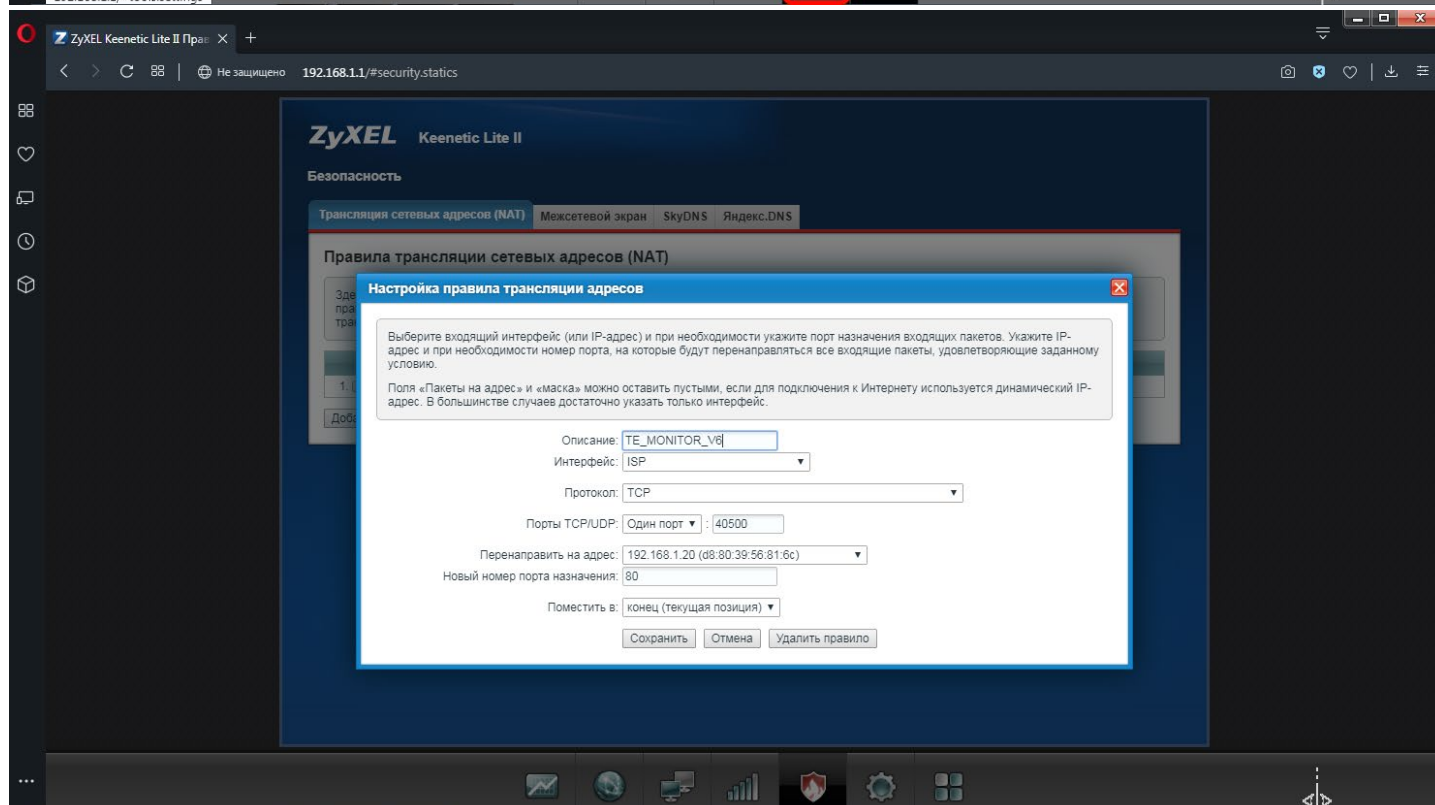 ZyXEL Keenetic Lite II Прав
Не защищено 192.168.1.1/#security.statics
ZyXEL Keenetic Lite II
Безопасность
Трансляция сетевых адресов (NAT) Межсетевой экран SkyDNS Яндекс.DNS
Правила трансляции сетевых адресов (NAT)
Настройка правила трансляции адресов
Выберите входящий интерфейс (или IP-адрес) и при необходимости укажите порт назначения входящих пакетов. Укажите IP-
адрес и при необходимости номер порта, на которые будут перенаправляться все входящие пакеты, удовлетворяющие заданному
условию.
Поля «Пакеты на адрес» и «маска» можно оставить пустыми, если для подключения к Интернету используется динамический IP-
адрес. В большинстве случаев достаточно указать только интерфейс.
Описание: TE_MONITOR_V6
Интерфейс: ISP
Протокол: TCP
Порты TCP/UDP: Один порт : 40500
Перенаправить на адрес: 192.168.1.20 (d8:80:39:56:81:6c)
Новый номер порта назначения: 80
Поместить в: конец (текущая позиция)
Сохранить Отмена Удалить правило